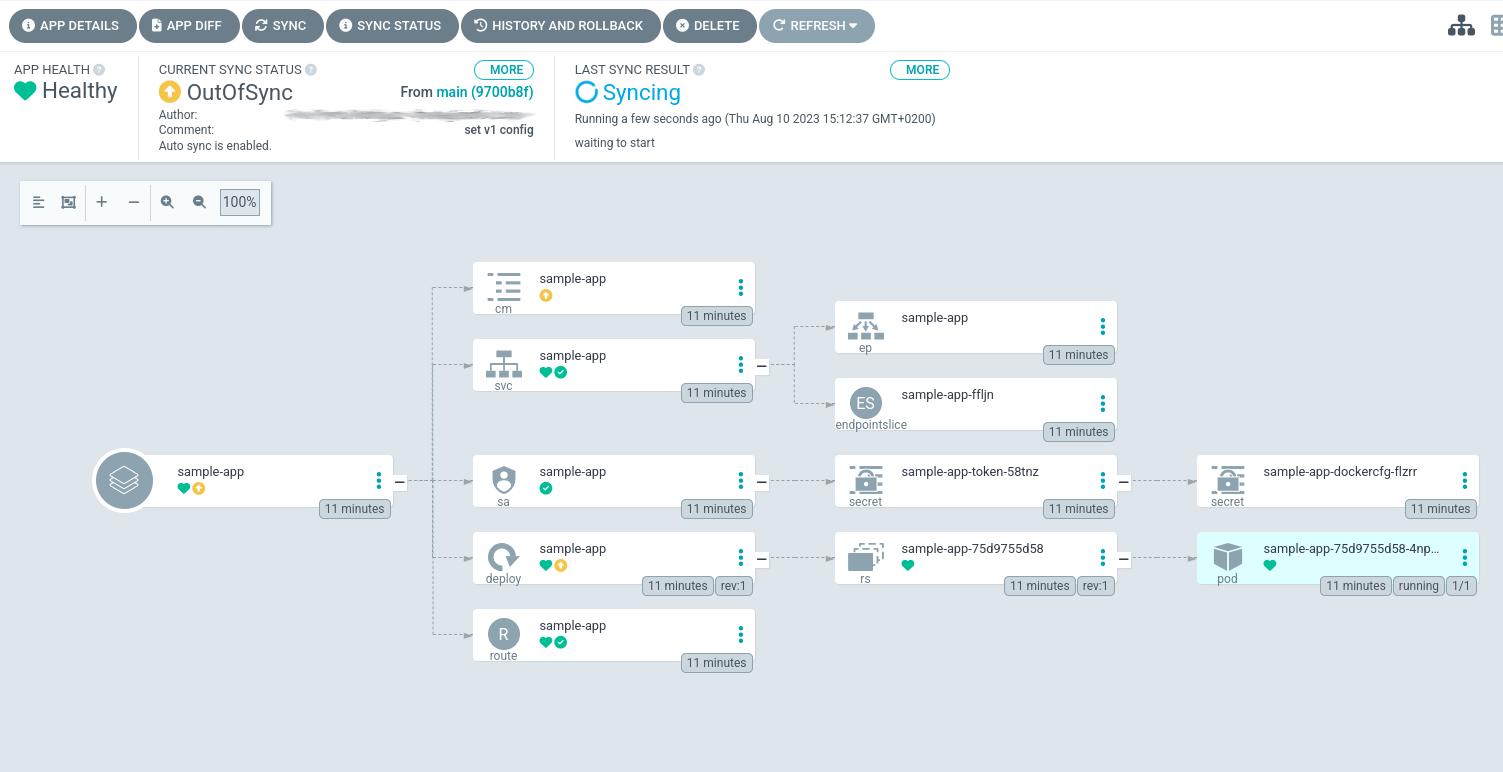 APP DETAILS APP DIFF SYNC SYNC STATUS HISTORY AND ROLLBACK DELETE REFRESH
APP HEALTH
Healthy
CURRENT SYNC STATUS MORE
OutOfSync From main (9700b8f)
Author:
Comment: set v1 config
Auto sync is enabled.
LAST SYNC RESULT MORE
Syncing
Running a few seconds ago (Thu Aug 10 2023 15:12:37 GMT+0200)
waiting to start
100%
sample-app
11 minutes
sample-app
cm
11 minutes
sample-app
svc
11 minutes
sample-app
ep
11 minutes
ES
sample-app-ffljn
endpointslice
11 minutes
sample-app
sa
11 minutes
sample-app-token-58tnz
secret
11 minutes
sample-app-dockercfg-flzrr
secret
11 minutes
sample-app
deploy
11 minutes rev:1
sample-app-75d9755d58
rs
11 minutes rev:1
sample-app-75d9755d58-4np...
pod
11 minutes running 1/1
R
sample-app
route
11 minutes